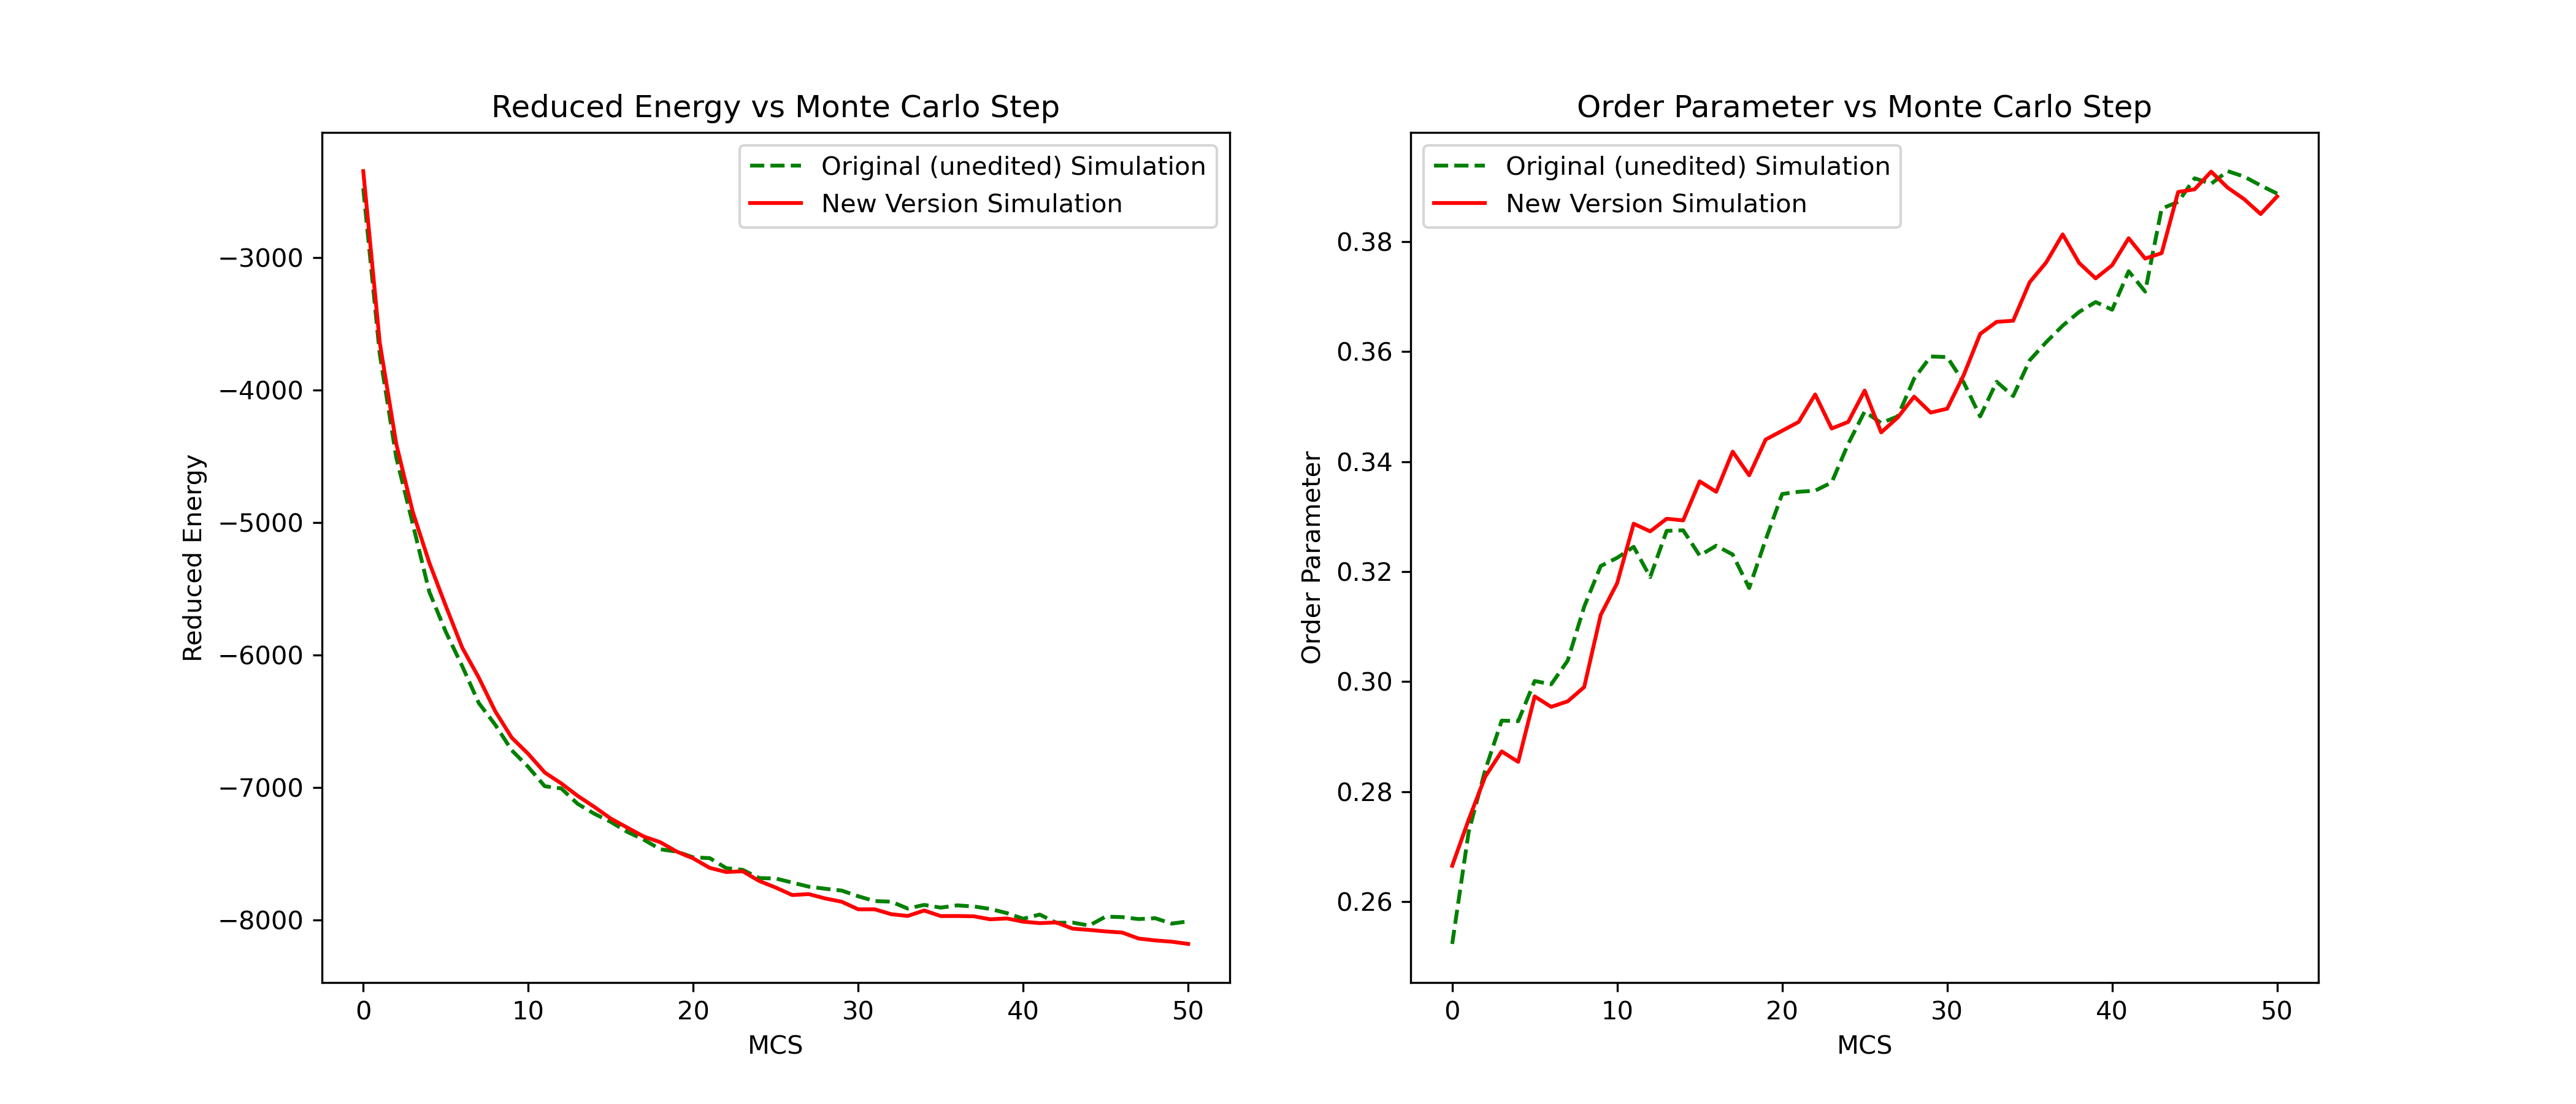 Reduced Energy vs Monte Carlo Step
Original (unedited) Simulation
New Version Simulation
Reduced Energy
−3000
−4000
−5000
−6000
−7000
−8000
0
10
20
30
40
50
MCS
Order Parameter vs Monte Carlo Step
Original (unedited) Simulation
New Version Simulation
Order Parameter
0.38
0.36
0.34
0.32
0.30
0.28
0.26
0
10
20
30
40
50
MCS